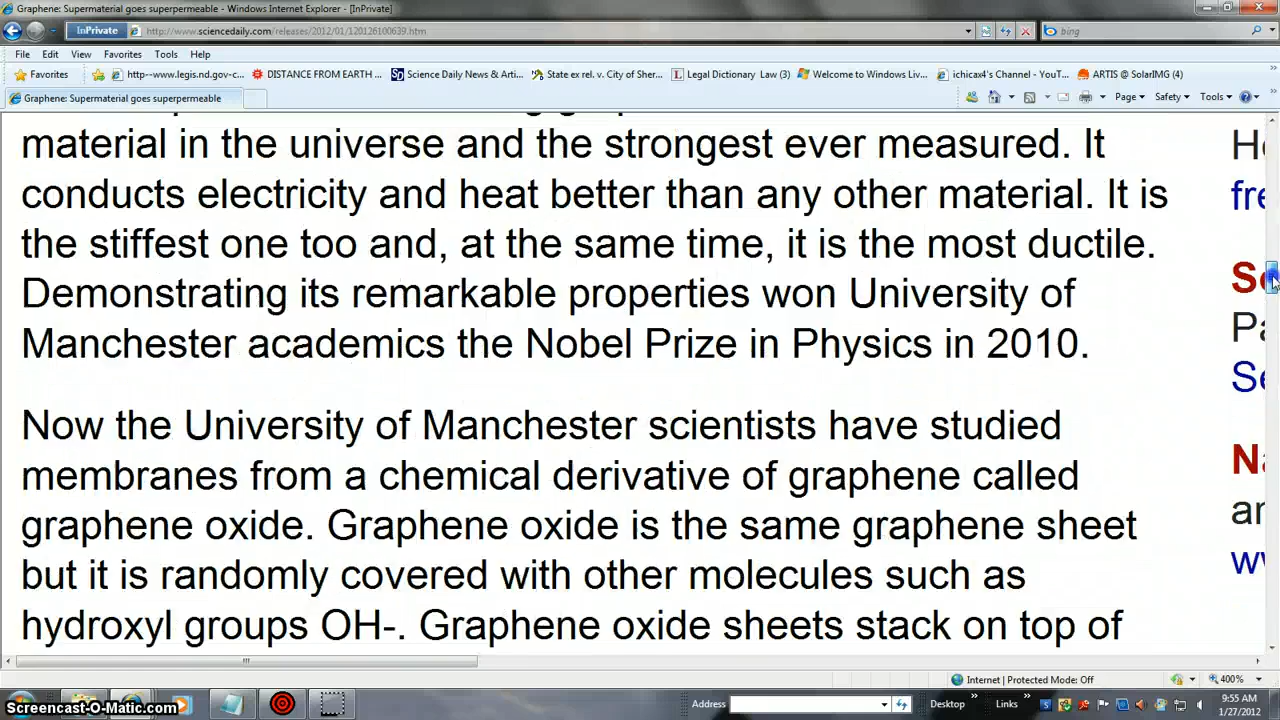 Graphene: Supermaterial goes superpermeable - Windows Internet Explorer - [InPrivate]
InPrivate http://www.sciencedaily.com/releases/2012/01/120126100639.htm bing
File Edit View Favorites Tools Help
Favorites http--www.legis.nd.gov-c... DISTANCE FROM EARTH ... Science Daily News & Arti... State ex rel. v. City of Sher... Legal Dictionary Law (3) Welcome to Windows Liv... ichicax4's Channel - YouT... ARTIS @ SolarIMG (4)
Graphene: Supermaterial goes superpermeable Page Safety Tools
material in the universe and the strongest ever measured. It
conducts electricity and heat better than any other material. It is
the stiffest one too and, at the same time, it is the most ductile.
Demonstrating its remarkable properties won University of
Manchester academics the Nobel Prize in Physics in 2010.
Now the University of Manchester scientists have studied
membranes from a chemical derivative of graphene called
graphene oxide. Graphene oxide is the same graphene sheet
but it is randomly covered with other molecules such as
hydroxyl groups OH-. Graphene oxide sheets stack on top of
Internet | Protected Mode: Off 400%
Screencast-O-Matic.com Address Desktop Links 9:55 AM
1/27/2012